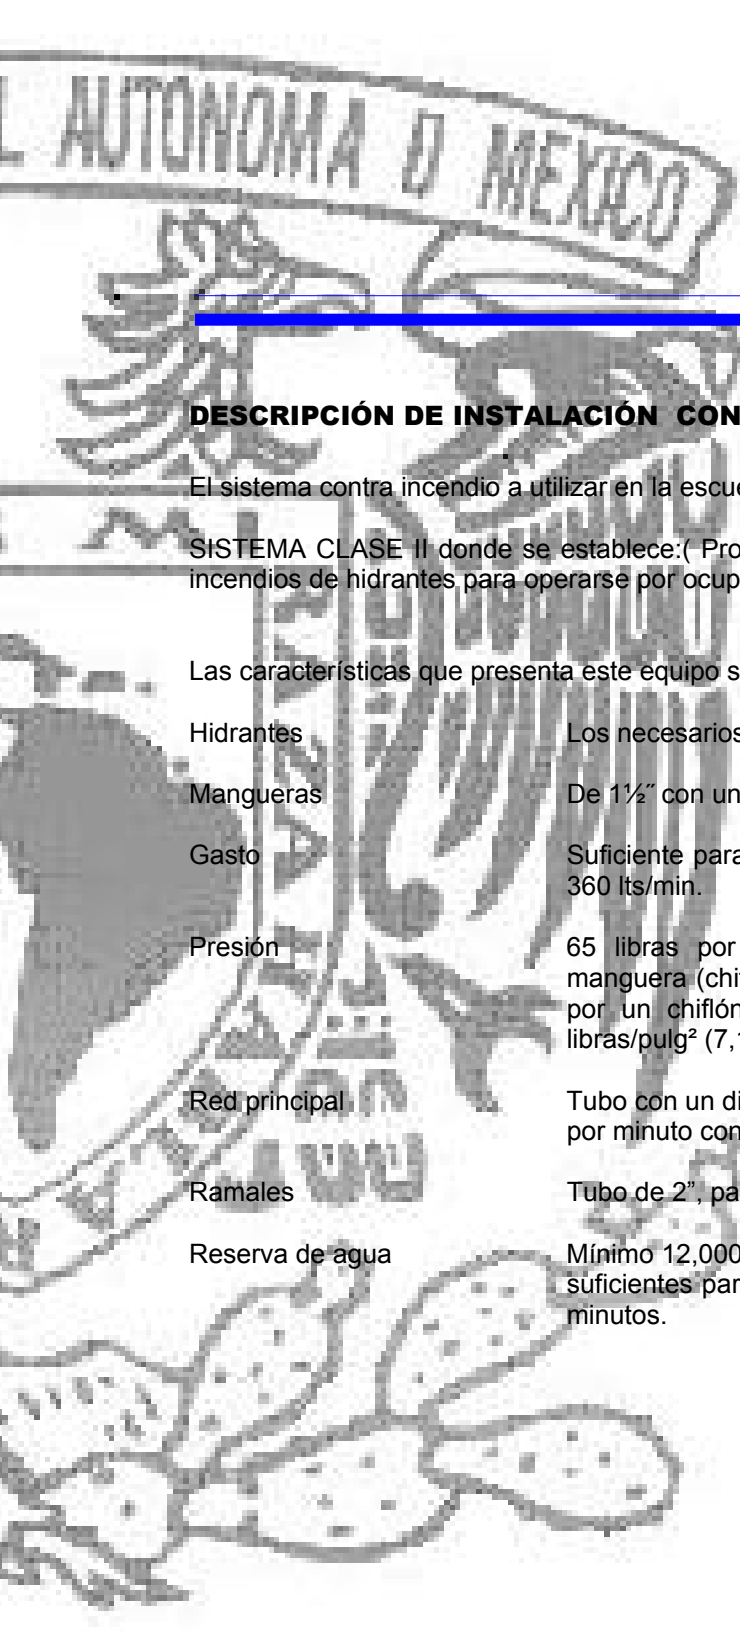 L AUTONOMA D MEXICO
DESCRIPCIÓN DE INSTALACIÓN CON
El sistema contra incendio a utilizar en la escue
SISTEMA CLASE II donde se establece:( Pro
incendios de hidrantes para operarse por ocup
Las características que presenta este equipo s
Hidrantes Los necesarios
Mangueras De 1½˝ con un
Gasto Suficiente para
360 lts/min.
Presión 65 libras por
manguera (chif
por un chiflón
libras/pulg² (7,1
Red principal Tubo con un di
por minuto con
Ramales Tubo de 2”, pa
Reserva de agua Mínimo 12,000
suficientes par
minutos.